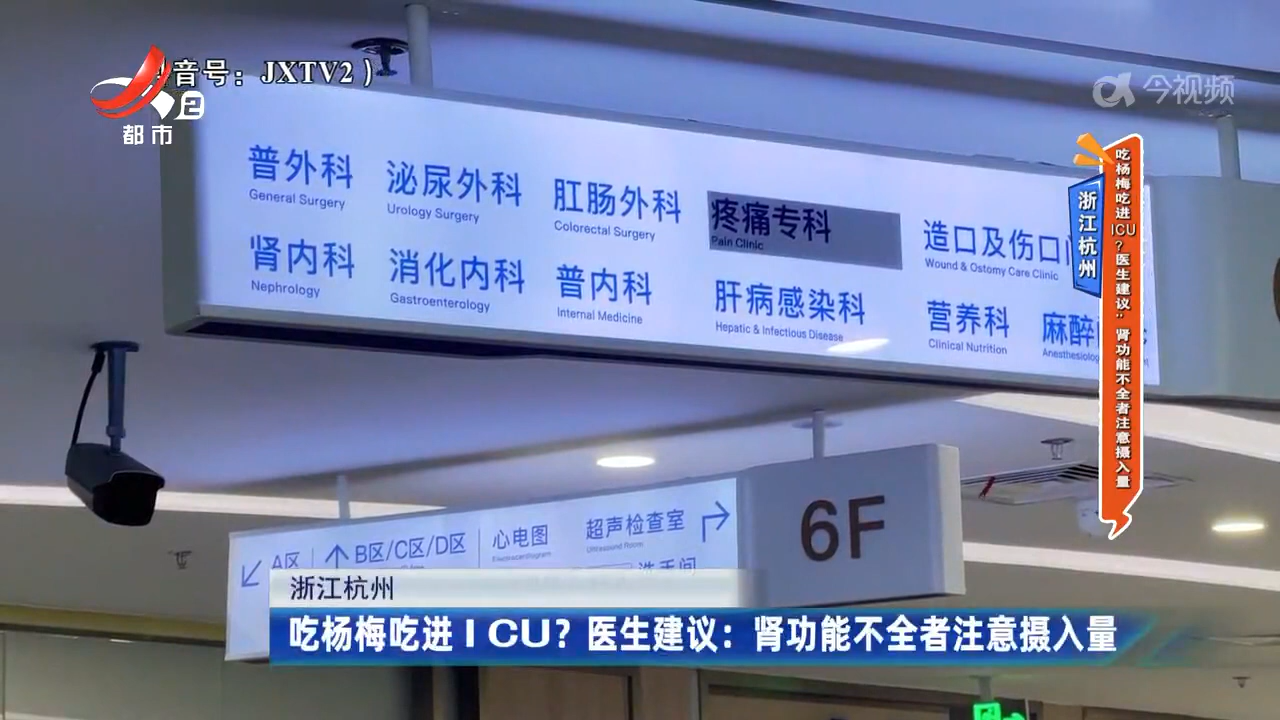 音号：JXTV2）
2
都市
今视频
普外科
General Surgery
泌尿外科
Urology Surgery
肛肠外科
Colorectal Surgery
疼痛专科
Pain Clinic
造口及伤口
Wound & Ostomy Care Clinic
肾内科
Nephrology
消化内科
Gastroenterology
普内科
Internal Medicine
肝病感染科
Hepatic & Infectious Disease
营养科
Clinical Nutrition
麻醉
浙江杭州
吃杨梅吃进ICU？医生建议：肾功能不全者注意摄入量
A区
B区/C区/D区
心电图
Electrocardiogram
超声检查室
Ultrasound Room
洗手间
6F
浙江杭州
吃杨梅吃进ICU？医生建议：肾功能不全者注意摄入量